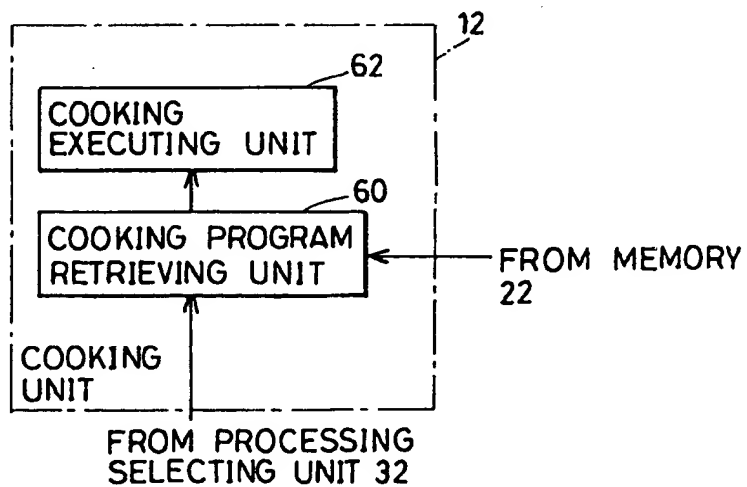 12
62
COOKING
EXECUTING UNIT
60
COOKING PROGRAM
RETRIEVING UNIT
FROM MEMORY
22
COOKING
UNIT
FROM PROCESSING
SELECTING UNIT 32